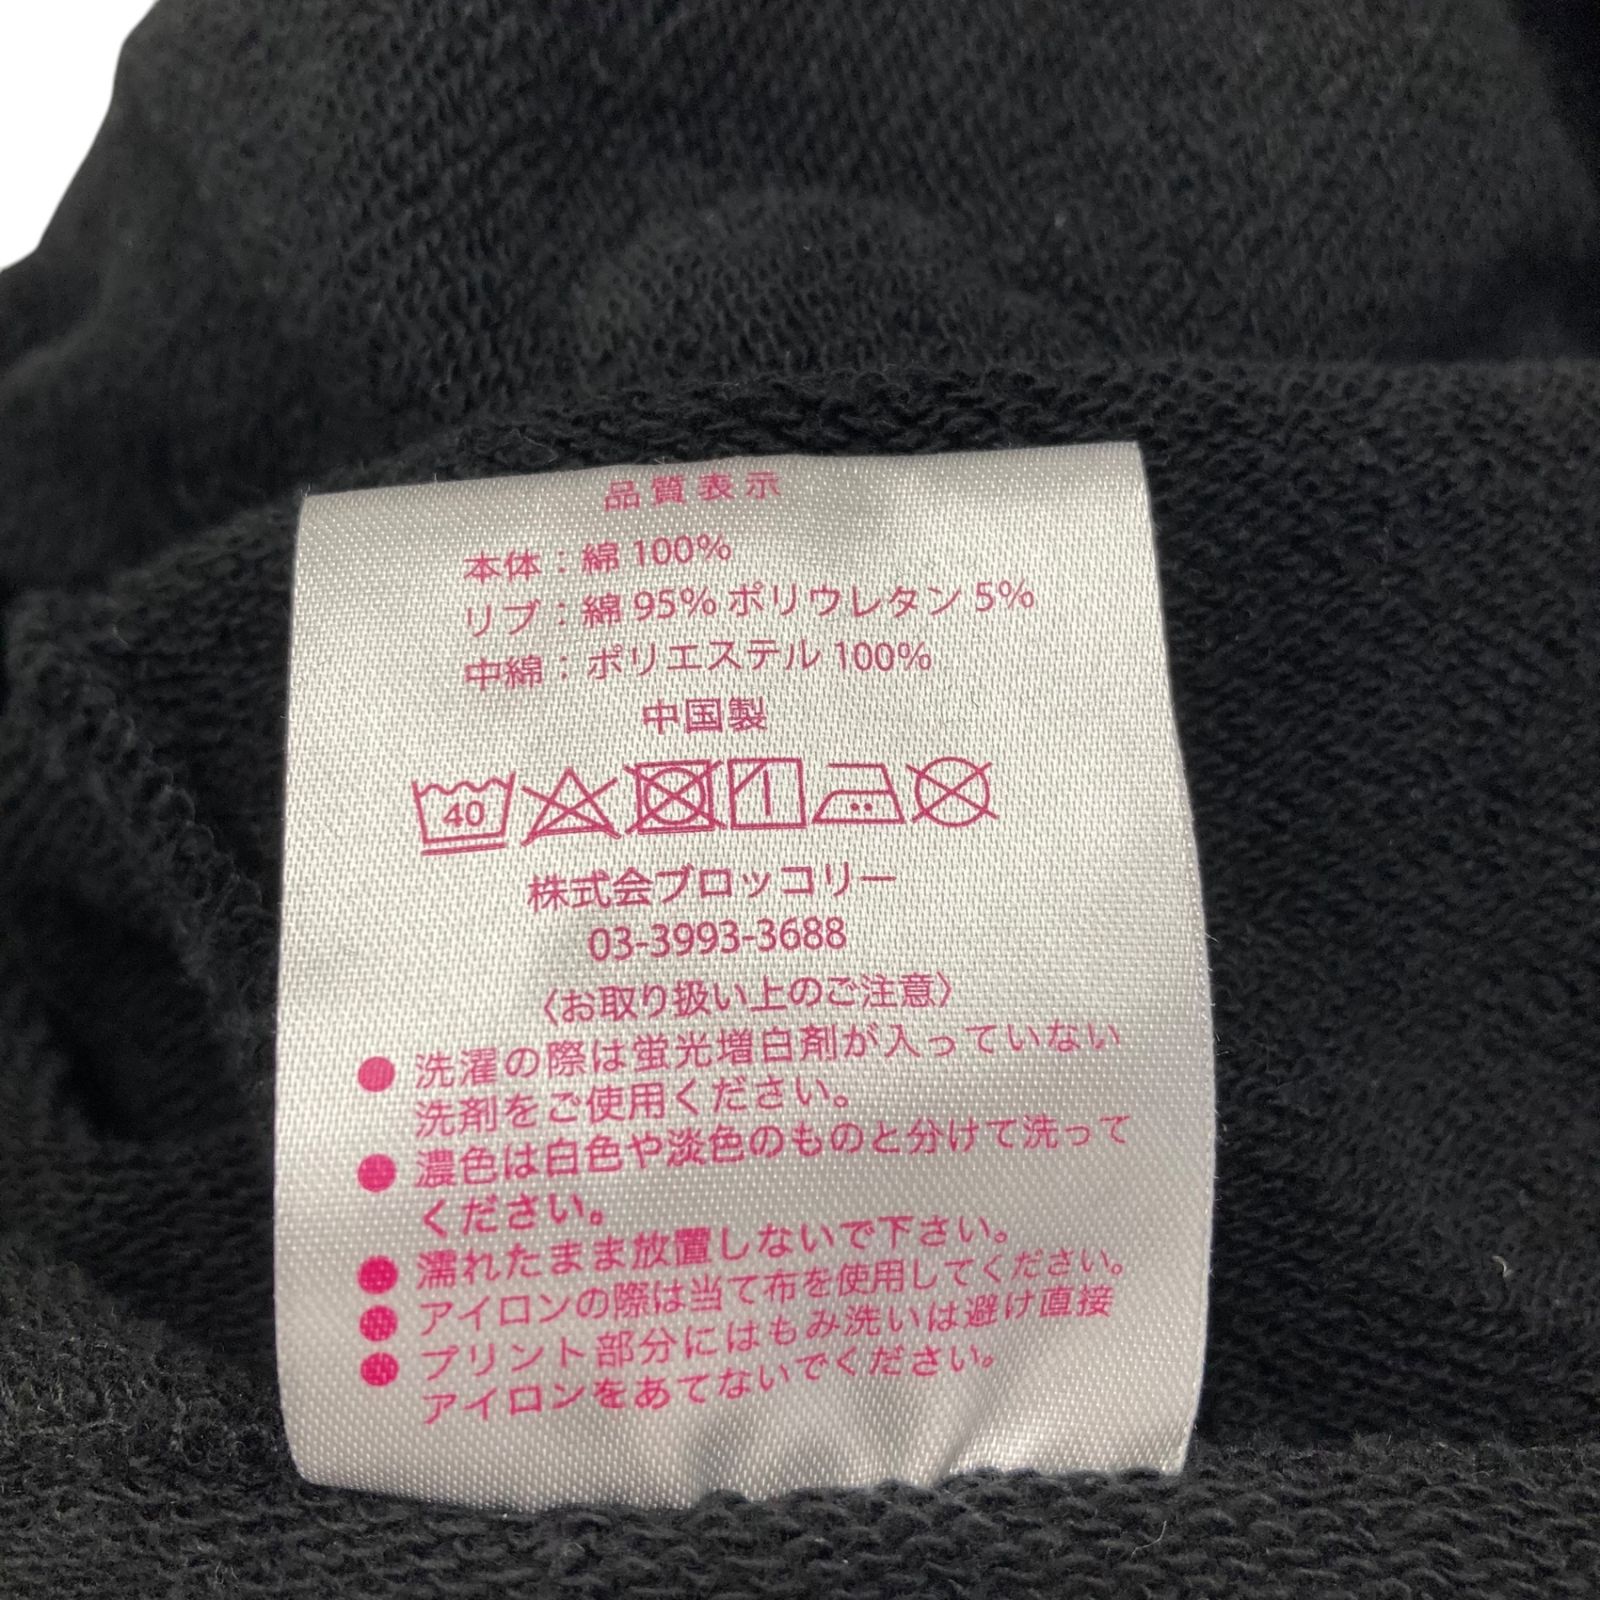 品質表示
本体：綿 100%
リブ：綿 95% ポリウレタン 5%
中綿：ポリエステル 100%
中国製
40
株式会ブロッコリー
03-3993-3688
〈お取り扱い上のご注意〉
● 洗濯の際は蛍光増白剤が入っていない
洗剤をご使用ください。
● 濃色は白色や淡色のものと分けて洗って
ください。
● 濡れたまま放置しないで下さい。
● アイロンの際は当て布を使用してください。
● プリント部分にはもみ洗いは避け直接
アイロンをあてないでください。